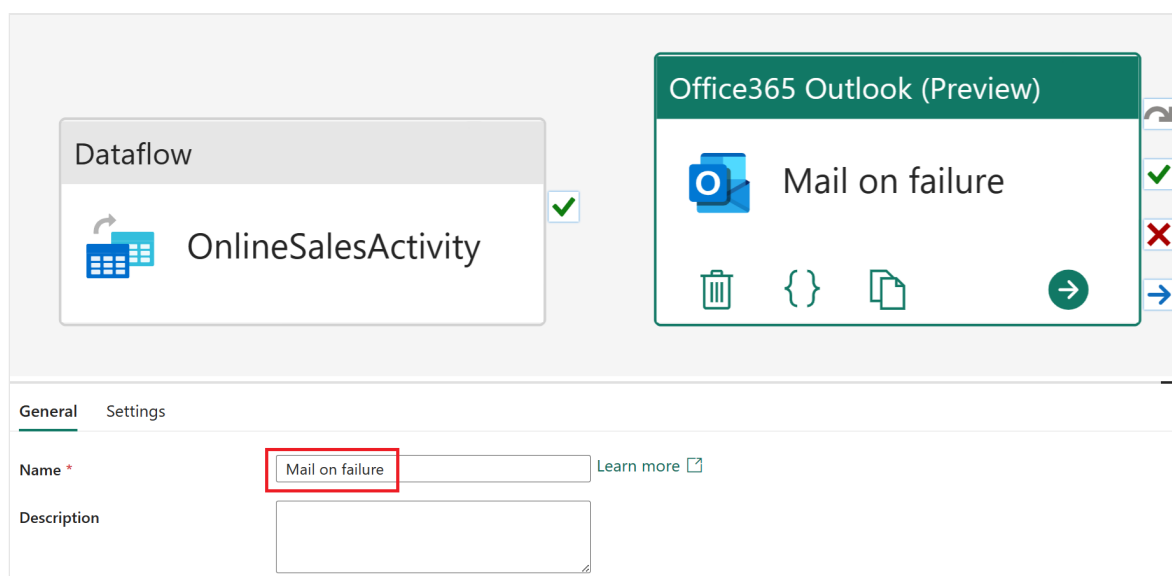 Office365 Outlook (Preview)
Dataflow
Mail on failure
OnlineSalesActivity
General Settings
Name * Mail on failure Learn more
Description